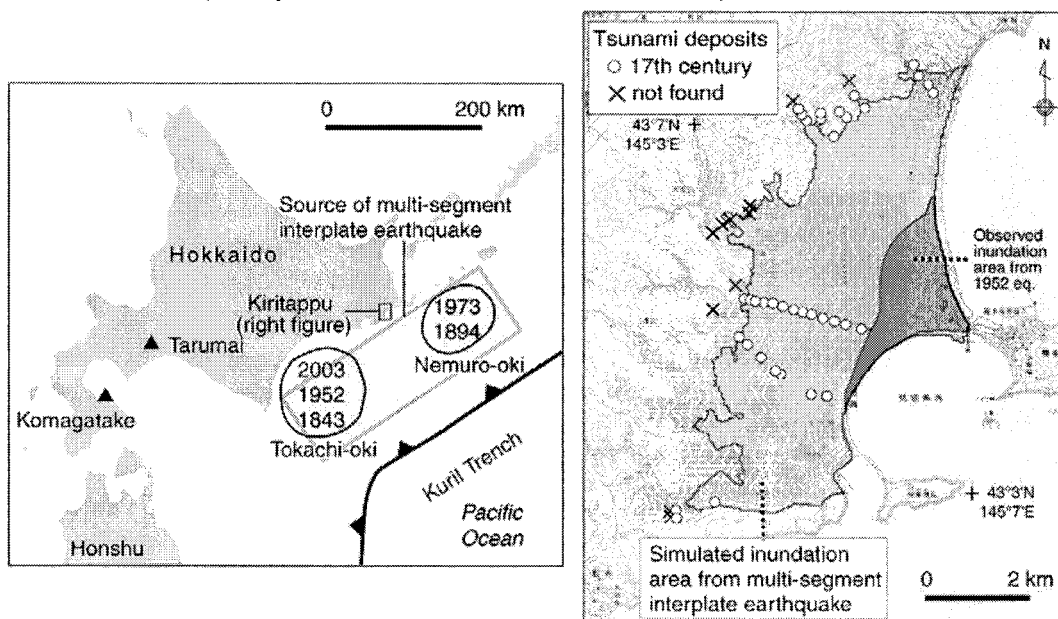 0 200 km
Source of multi-segment
interplate earthquake
Hokkaido
Kiritappu
(right figure)
1973
1894
Nemuro-oki
Tarumai
2003
1952
1843
Tokachi-oki
Komagatake
Kuril Trench
Pacific
Ocean
Honshu
Tsunami deposits
17th century
not found
N
43°7'N
145°3'E
Observed
inundation
area from
1952 eq.
43°3'N
145°7'E
Simulated inundation
area from multi-segment
interplate earthquake
0 2 km